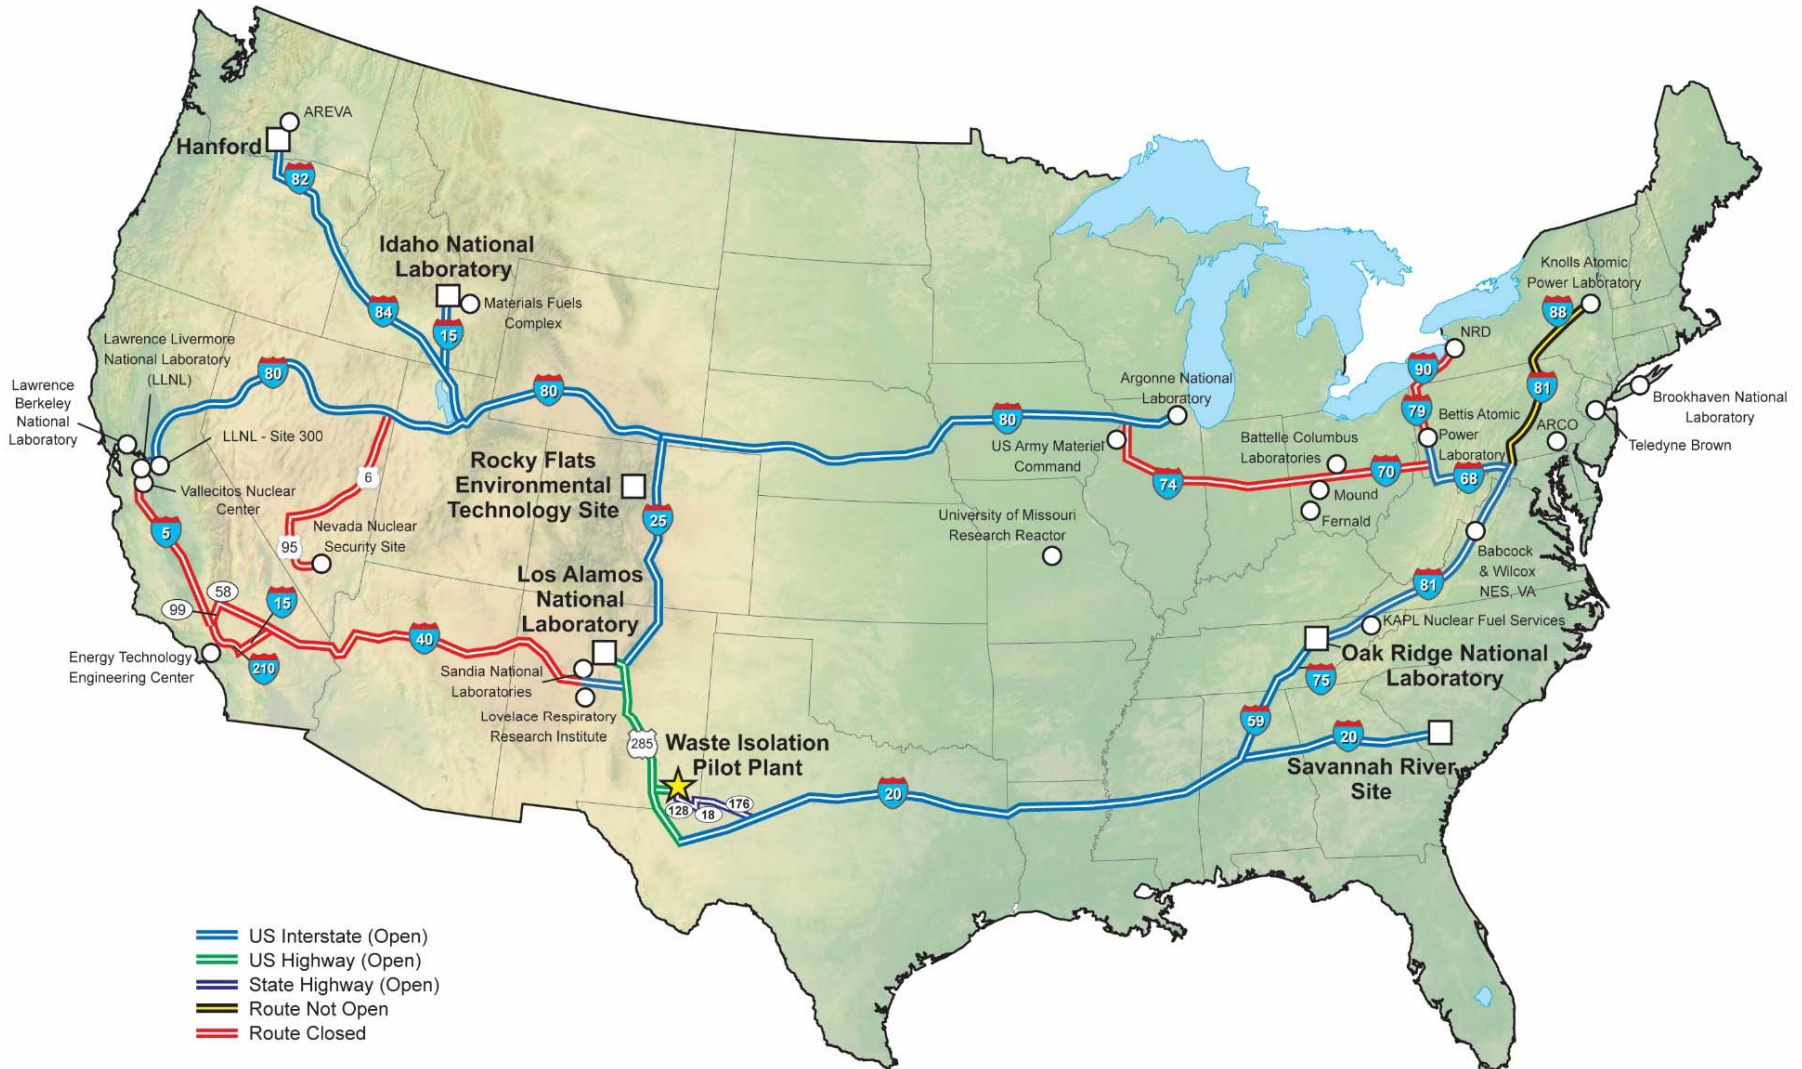 AREVA
Hanford
82
Idaho National
Laboratory
Materials Fuels
Complex
84
15
Lawrence Livermore
National Laboratory
(LLNL)
80
80
Lawrence
Berkeley
National
Laboratory
LLNL - Site 300
Vallecitos Nuclear
Center
6
5
95
Nevada Nuclear
Security Site
Rocky Flats
Environmental
Technology Site
25
99
58
15
210
40
Energy Technology
Engineering Center
Los Alamos
National
Laboratory
Sandia National
Laboratories
Lovelace Respiratory
Research Institute
285
Waste Isolation
Pilot Plant
128
18
176
20
80
Argonne National
Laboratory
US Army Materiel
Command
74
Battelle Columbus
Laboratories
70
Mound
Fernald
University of Missouri
Research Reactor
Knolls Atomic
Power Laboratory
88
NRD
90
79
81
Bettis Atomic
Power
Laboratory
68
ARCO
Brookhaven National
Laboratory
Teledyne Brown
Babcock
& Wilcox
NES, VA
81
KAPL Nuclear Fuel Services
Oak Ridge National
Laboratory
75
59
20
Savannah River
Site
US Interstate (Open)
US Highway (Open)
State Highway (Open)
Route Not Open
Route Closed